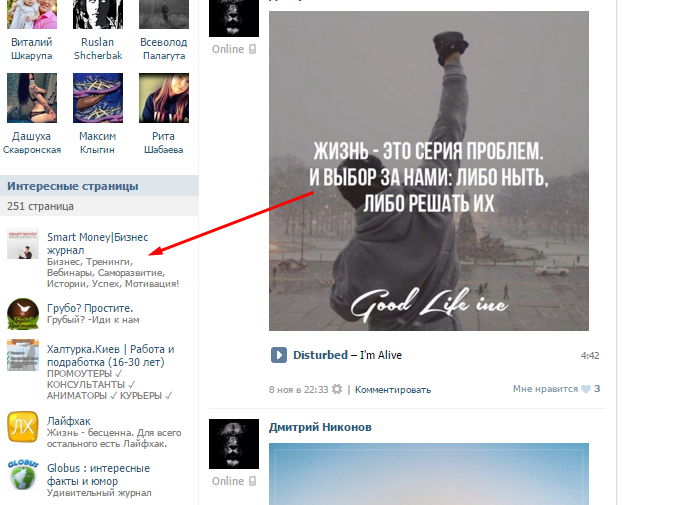 Виталий
Шкарупа
Ruslan
Shcherbak
Всеволод
Палагута
Дашуха
Скавронская
Максим
Клыгин
Рита
Шабаева
Интересные страницы
251 страница
SMART MONEY
Smart Money|Бизнес
журнал
Бизнес, Тренинги,
Вебинары, Саморазвитие,
Истории, Успех, Мотивация!
Грубо? Простите.
Грубый? -Иди к нам
Халтурка.Киев | Работа и
подработка (16-30 лет)
ПРОМОУТЕРЫ ✓
КОНСУЛЬТАНТЫ ✓
АНИМАТОРЫ ✓ КУРЬЕРЫ ✓
ЛХ
Лайфхак
Жизнь - бесценна. Для всего
остального есть Лайфхак.
GLOBUS
Globus : интересные
факты и юмор
Удивительный журнал
Online
ЖИЗНЬ - ЭТО СЕРИЯ ПРОБЛЕМ.
И ВЫБОР ЗА НАМИ: ЛИБО НЫТЬ,
ЛИБО РЕШАТЬ ИХ
Good Life inc
Disturbed – I'm Alive 4:42
8 ноя в 22:33 | Комментировать Мне нравится 3
Дмитрий Никонов
Online